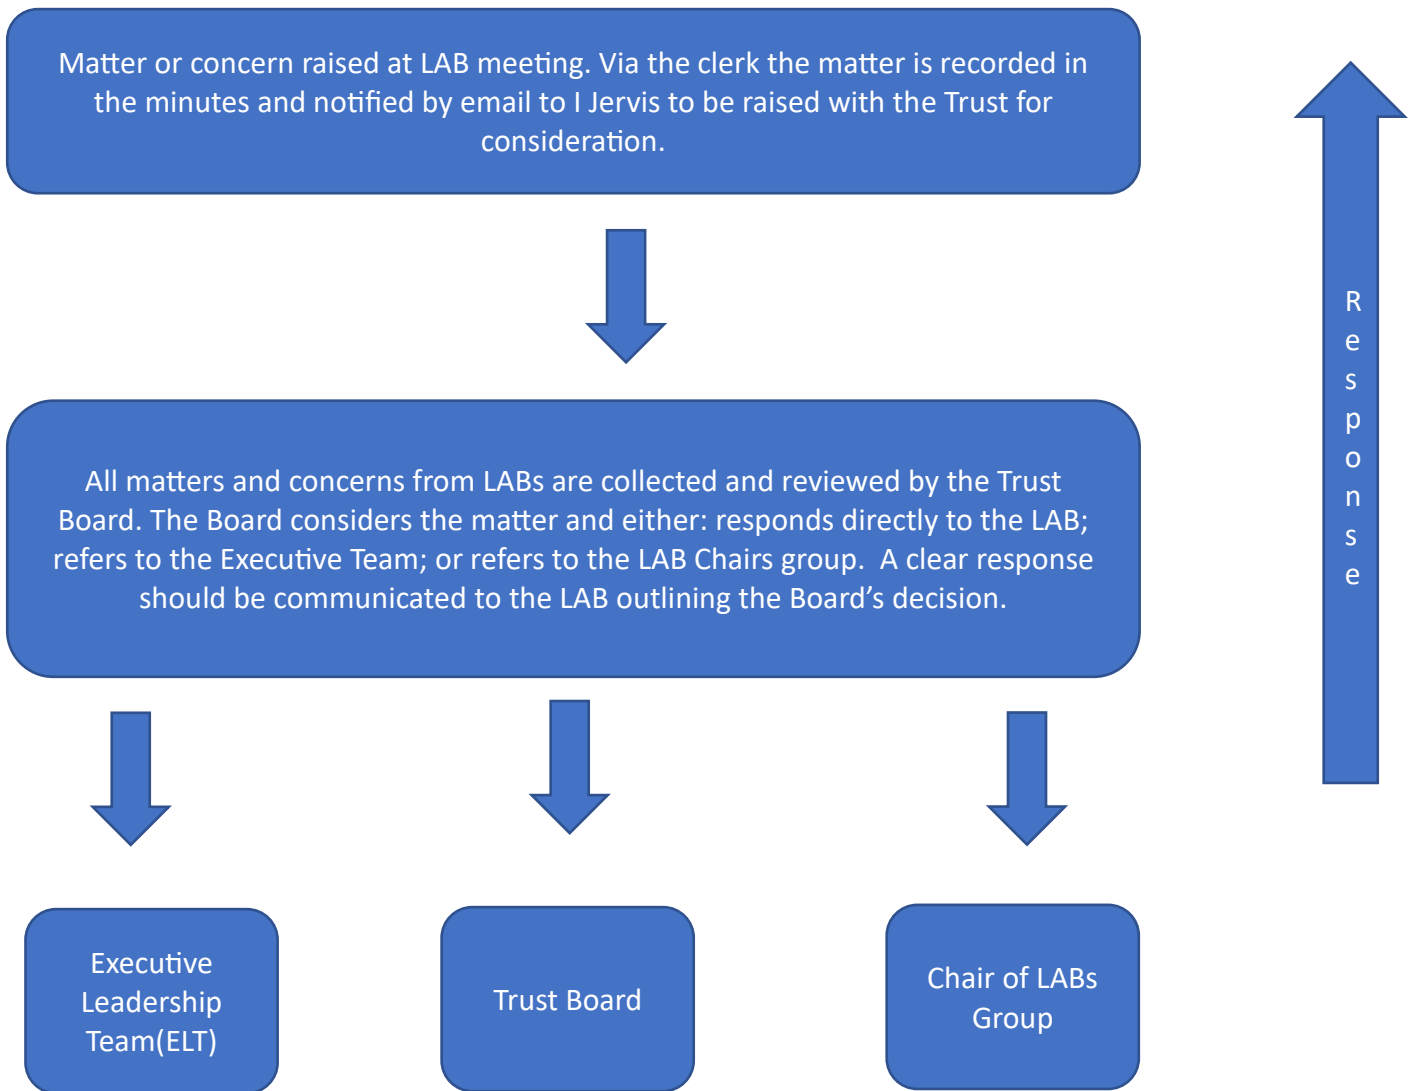 Matter or concern raised at LAB meeting. Via the clerk the matter is recorded in
the minutes and notified by email to I Jervis to be raised with the Trust for
consideration.
All matters and concerns from LABs are collected and reviewed by the Trust
Board. The Board considers the matter and either: responds directly to the LAB;
refers to the Executive Team; or refers to the LAB Chairs group.  A clear response
should be communicated to the LAB outlining the Board’s decision.
Executive
Leadership
Team(ELT)
Trust Board
Chair of LABs
Group
R
e
s
p
o
n
s
e